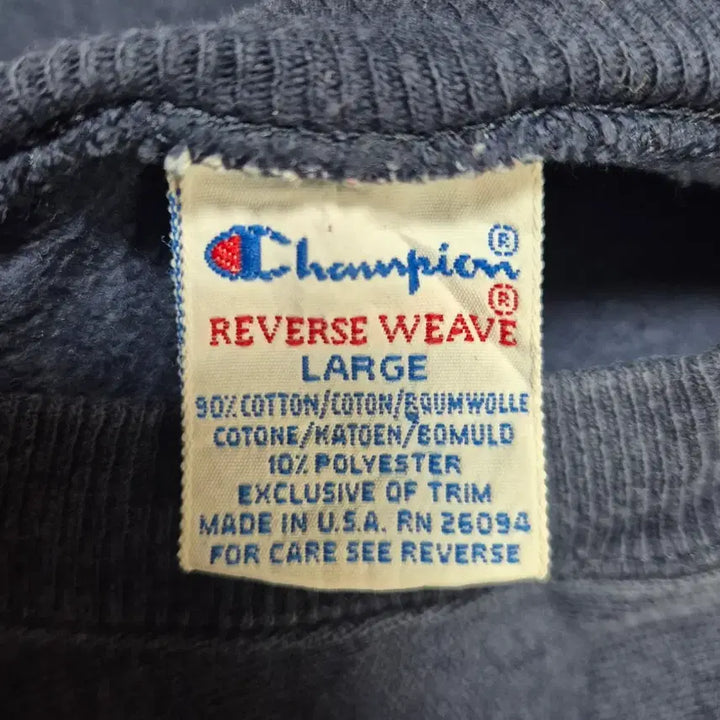 Champion®
REVERSE WEAVE®
LARGE
90% COTTON/COTON/BAUMWOLLE
COTONE/KATOEN/BOMULD
10% POLYESTER
EXCLUSIVE OF TRIM
MADE IN U.S.A. RN 26094
FOR CARE SEE REVERSE